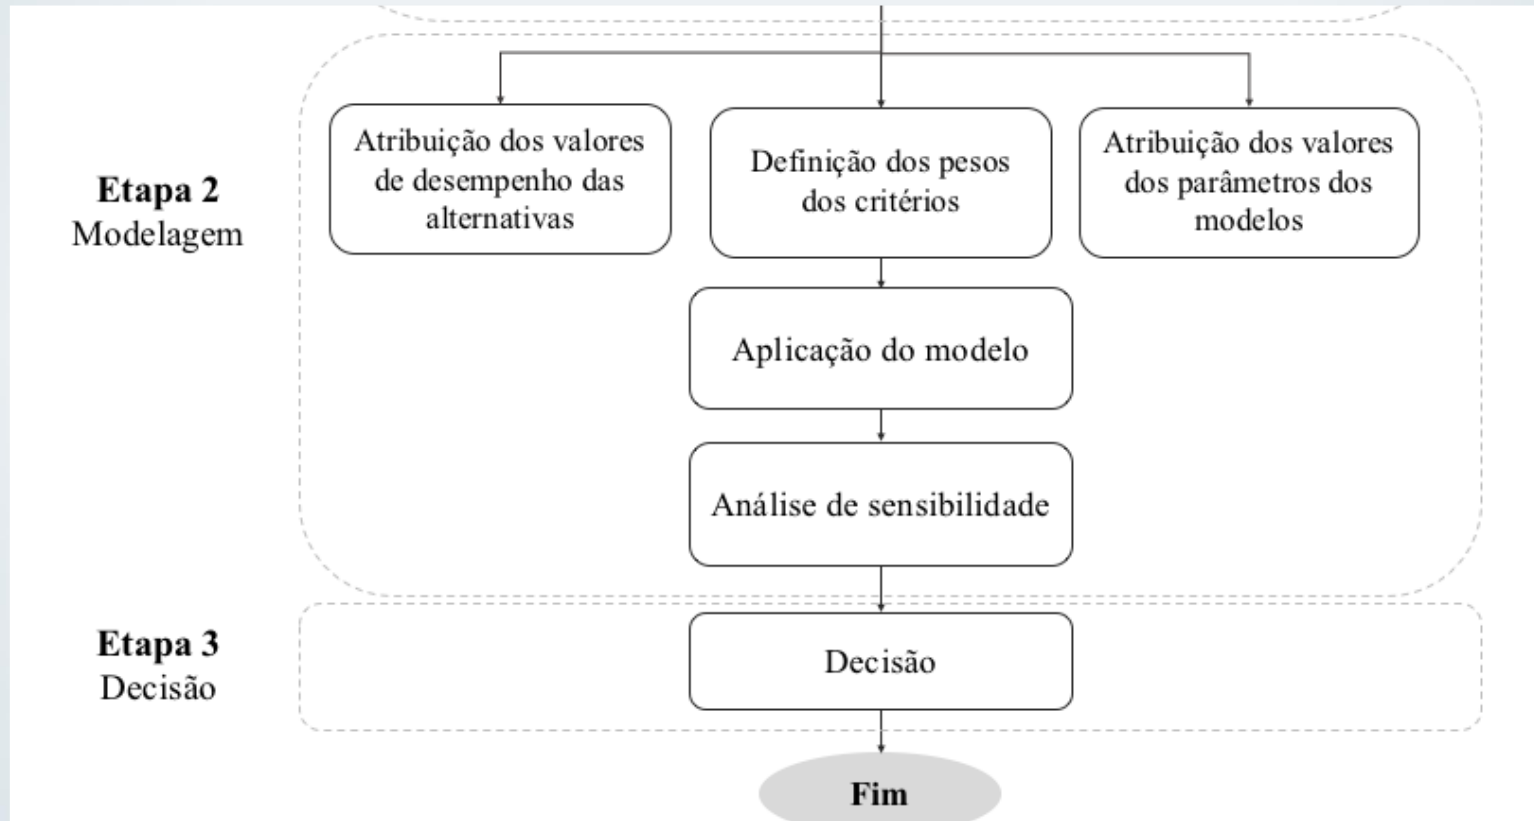 Etapa 2
Modelagem
Atribuição dos valores
de desempenho das
alternativas
Definição dos pesos
dos critérios
Atribuição dos valores
dos parâmetros dos
modelos
Aplicação do modelo
Análise de sensibilidade
Etapa 3
Decisão
Decisão
Fim